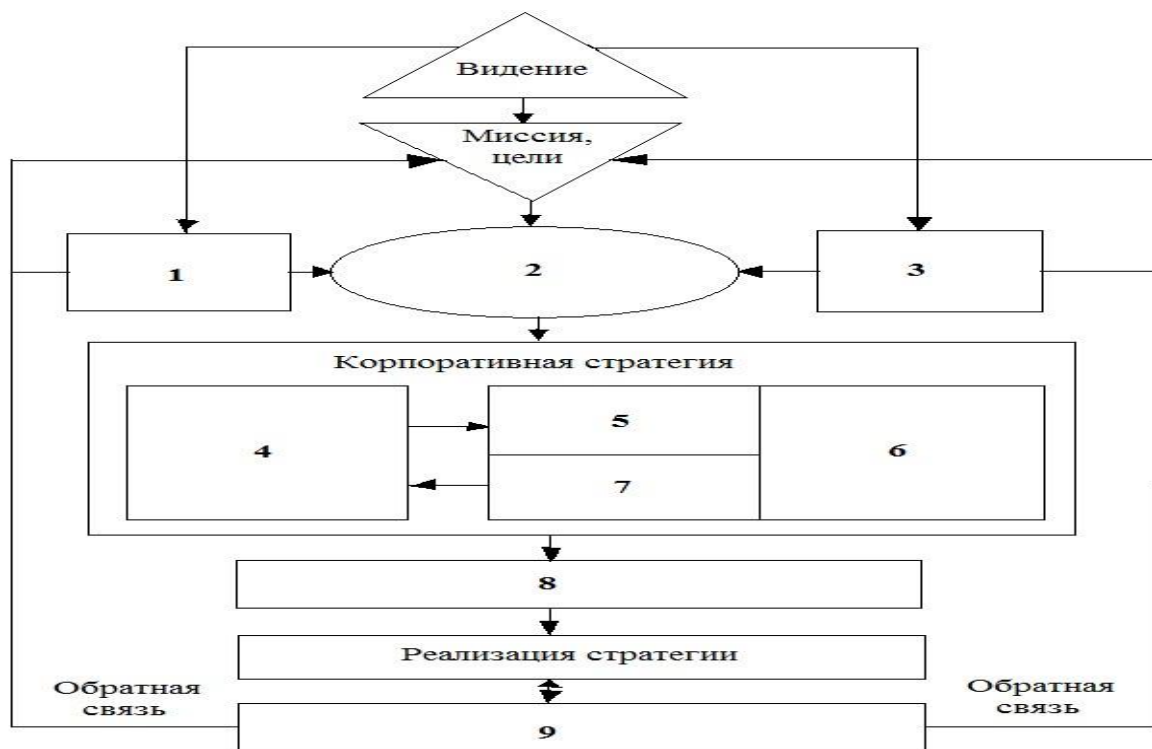 Видение
Миссия,
цели
1
2
3
Корпоративная стратегия
4
5
6
7
8
Реализация стратегии
Обратная
связь
Обратная
связь
9